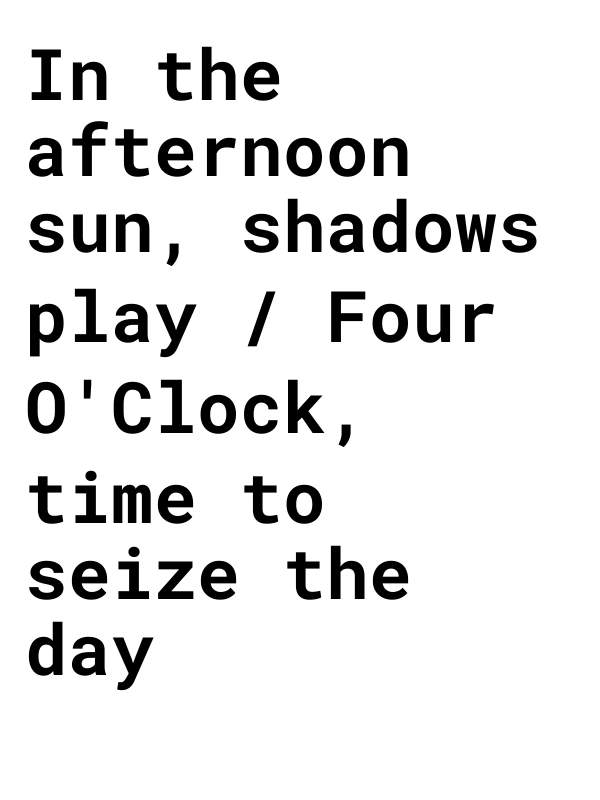 In the
afternoon
sun, shadows
play / Four
O'Clock,
time to
seize the
day